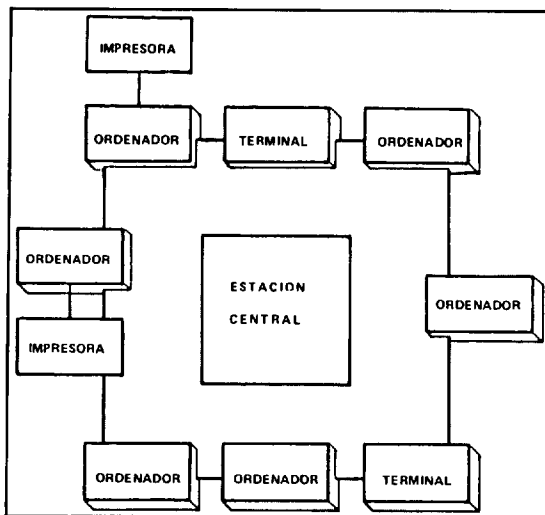 IMPRESORA
ORDENADOR
TERMINAL
ORDENADOR
ORDENADOR
ESTACION
CENTRAL
ORDENADOR
IMPRESORA
ORDENADOR
ORDENADOR
TERMINAL